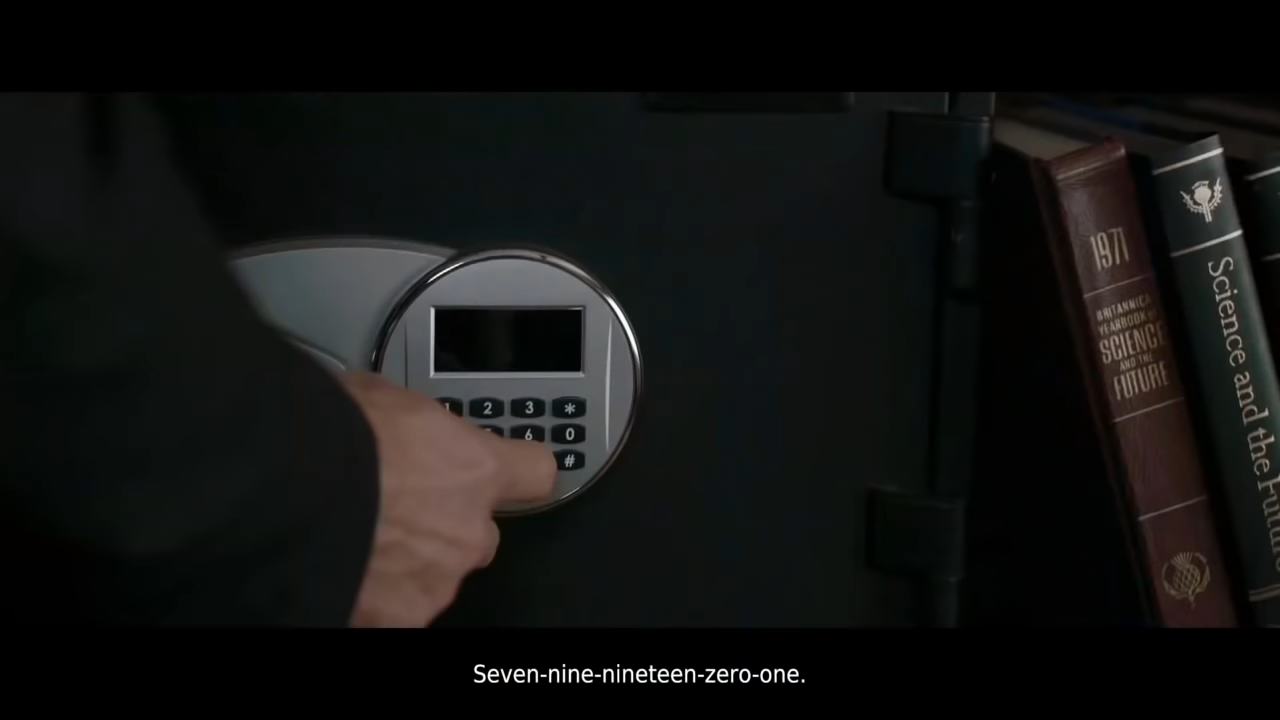 1 2 3 *
6 0
#
1971
BRITANNICA
YEARBOOK OF
SCIENCE
AND THE
FUTURE
Science and the Future
Seven-nine-nineteen-zero-one.